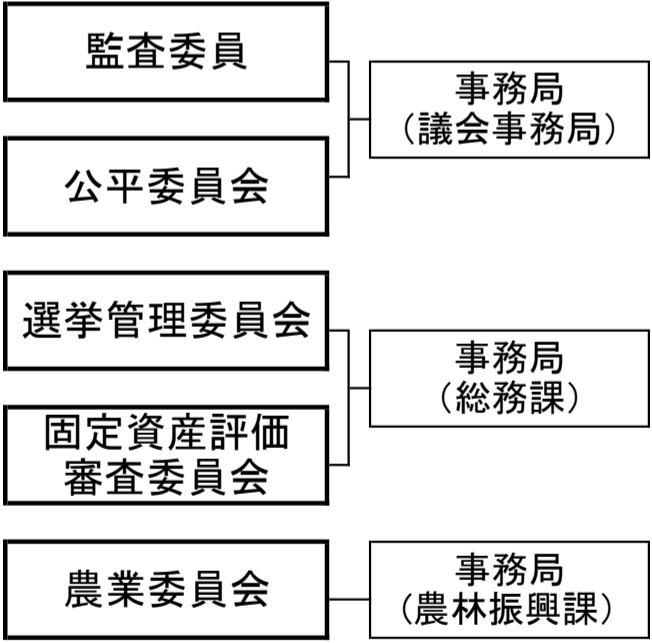 監査委員
事務局
（議会事務局）
公平委員会
選挙管理委員会
事務局
（総務課）
固定資産評価
審査委員会
農業委員会
事務局
（農林振興課）